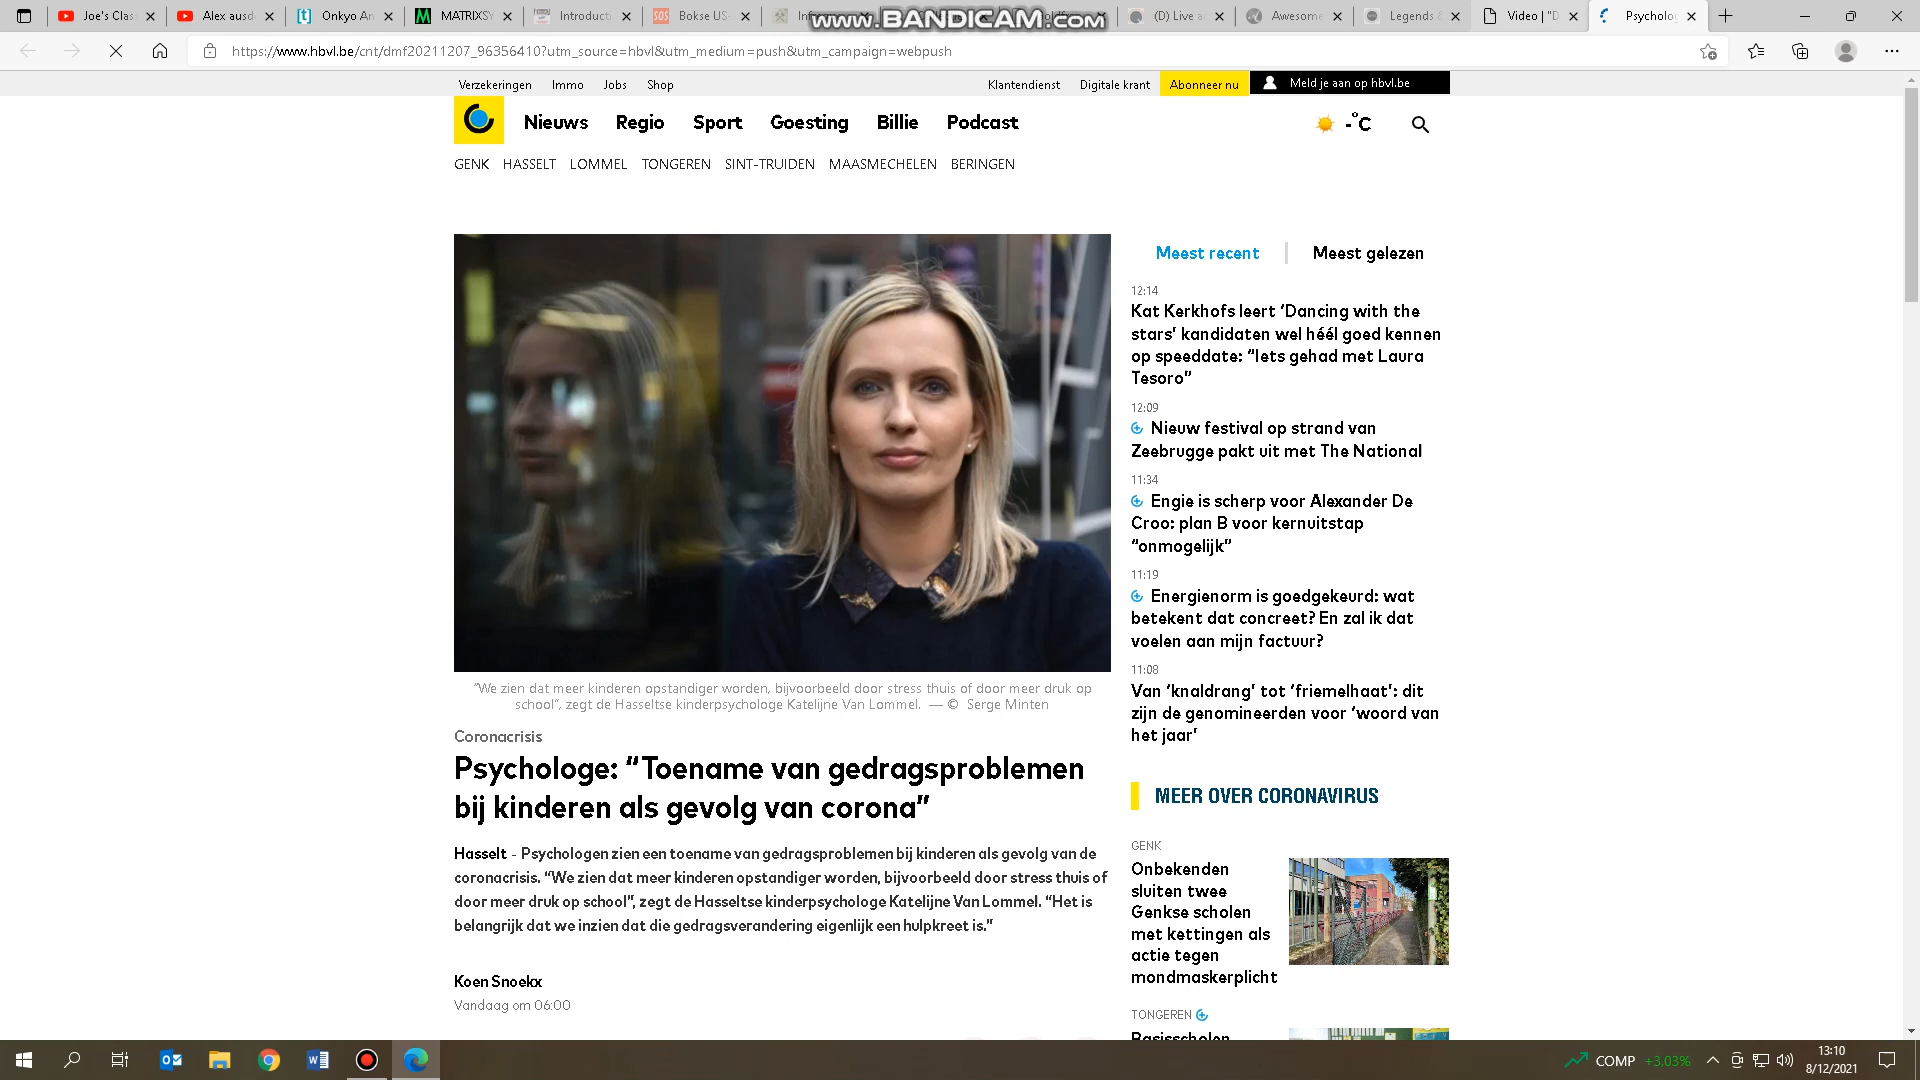 Joe's Clas
Alex ausd
Onkyo An
MATRIXSY
Introducti
Bokse US-
www.BANDICAM.com
(D) Live a
Awesome
Legends &
Video | "D
Psycholog
https://www.hbvl.be/cnt/dmf20211207_96356410?utm_source=hbvl&utm_medium=push&utm_campaign=webpush
Verzekeringen Immo Jobs Shop Klantendienst Digitale krant Abonneer nu Meld je aan op hbvl.be
Nieuws Regio Sport Goesting Billie Podcast -°C
GENK HASSELT LOMMEL TONGEREN SINT-TRUIDEN MAASMECHELEN BERINGEN
"We zien dat meer kinderen opstandiger worden, bijvoorbeeld door stress thuis of door meer druk op
school", zegt de Hasseltse kinderpsychologe Katelijne Van Lommel. — © Serge Minten
Coronacrisis
Psychologe: “Toename van gedragsproblemen
bij kinderen als gevolg van corona”
Hasselt - Psychologen zien een toename van gedragsproblemen bij kinderen als gevolg van de
coronacrisis. “We zien dat meer kinderen opstandiger worden, bijvoorbeeld door stress thuis of
door meer druk op school”, zegt de Hasseltse kinderpsychologe Katelijne Van Lommel. “Het is
belangrijk dat we inzien dat die gedragsverandering eigenlijk een hulpkreet is.”
Koen Snoekx
Vandaag om 06:00
Meest recent Meest gelezen
12:14
Kat Kerkhofs leert ‘Dancing with the
stars’ kandidaten wel héél goed kennen
op speeddate: “Iets gehad met Laura
Tesoro”
12:09
Nieuw festival op strand van
Zeebrugge pakt uit met The National
11:34
Engie is scherp voor Alexander De
Croo: plan B voor kernuitstap
“onmogelijk”
11:19
Energienorm is goedgekeurd: wat
betekent dat concreet? En zal ik dat
voelen aan mijn factuur?
11:08
Van ‘knaldrang’ tot ‘friemelhaat’: dit
zijn de genomineerden voor ‘woord van
het jaar’
MEER OVER CORONAVIRUS
GENK
Onbekenden
sluiten twee
Genkse scholen
met kettingen als
actie tegen
mondmaskerplicht
TONGEREN
Basisscholen
COMP +3,03%
13:10
8/12/2021